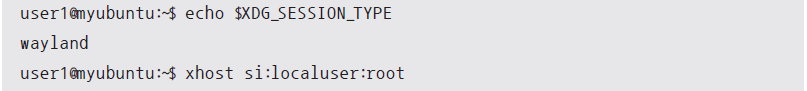 user1@myubuntu:~$ echo $XDG_SESSION_TYPE
wayland
user1@myubuntu:~$ xhost si:localuser:root